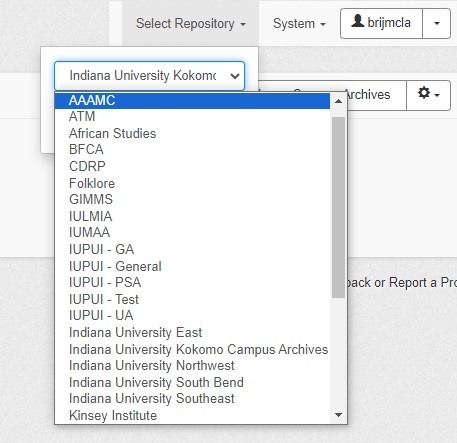 Select Repository
System
brijmcla
Indiana University Kokomo
Archives
AAAMC
ATM
African Studies
BFCA
CDRP
Folklore
GIMMS
IULMIA
IUMAA
IUPUI - GA
IUPUI - General
IUPUI - PSA
back or Report a Pro
IUPUI - Test
IUPUI - UA
Indiana University East
Indiana University Kokomo Campus Archives
Indiana University Northwest
Indiana University South Bend
Indiana University Southeast
Kinsey Institute